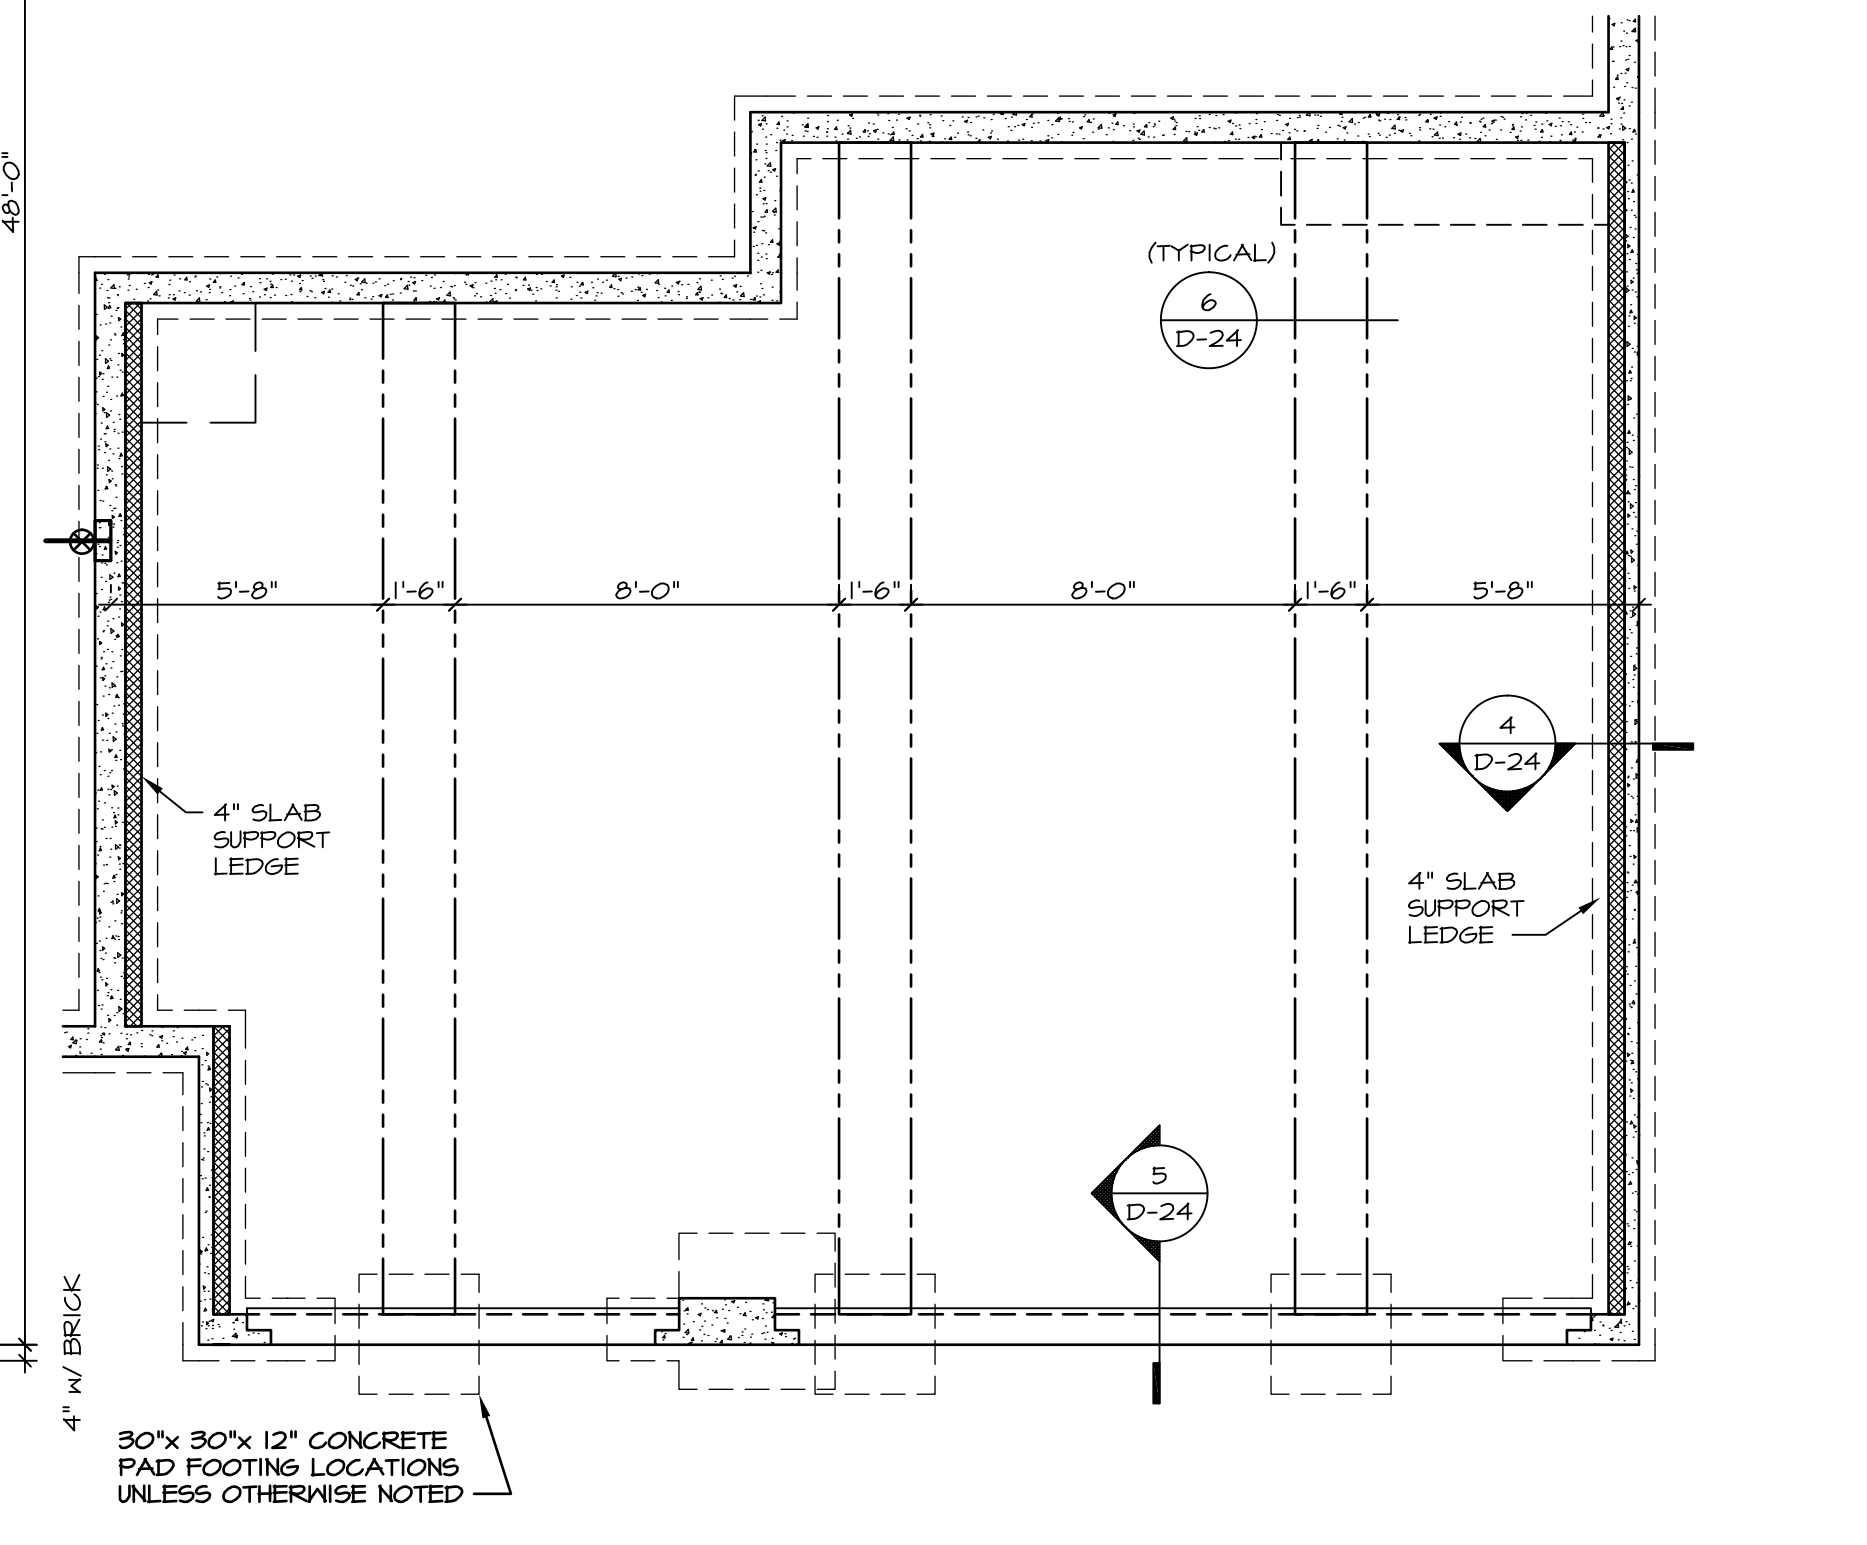 48'-0"
(TYPICAL)
6
D-24
5'-8"
1'-6"
8'-0"
1'-6"
8'-0"
1'-6"
5'-8"
4
D-24
4" SLAB
SUPPORT
LEDGE
4" SLAB
SUPPORT
LEDGE
5
D-24
4" W/ BRICK
30"x 30"x 12" CONCRETE
PAD FOOTING LOCATIONS
UNLESS OTHERWISE NOTED